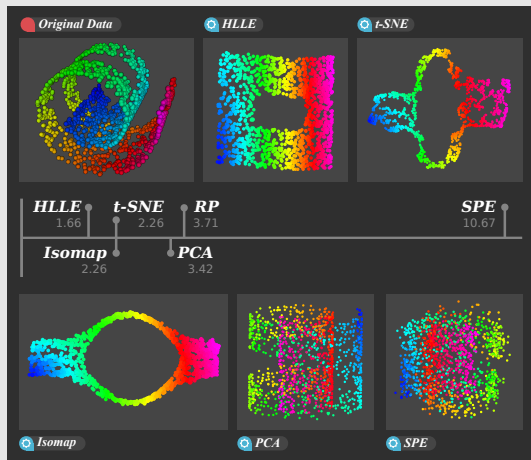 Original Data
HLLE
t-SNE
HLLE
t-SNE
RP
SPE
1.66
2.26
3.71
10.67
Isomap
PCA
2.26
3.42
Isomap
PCA
SPE